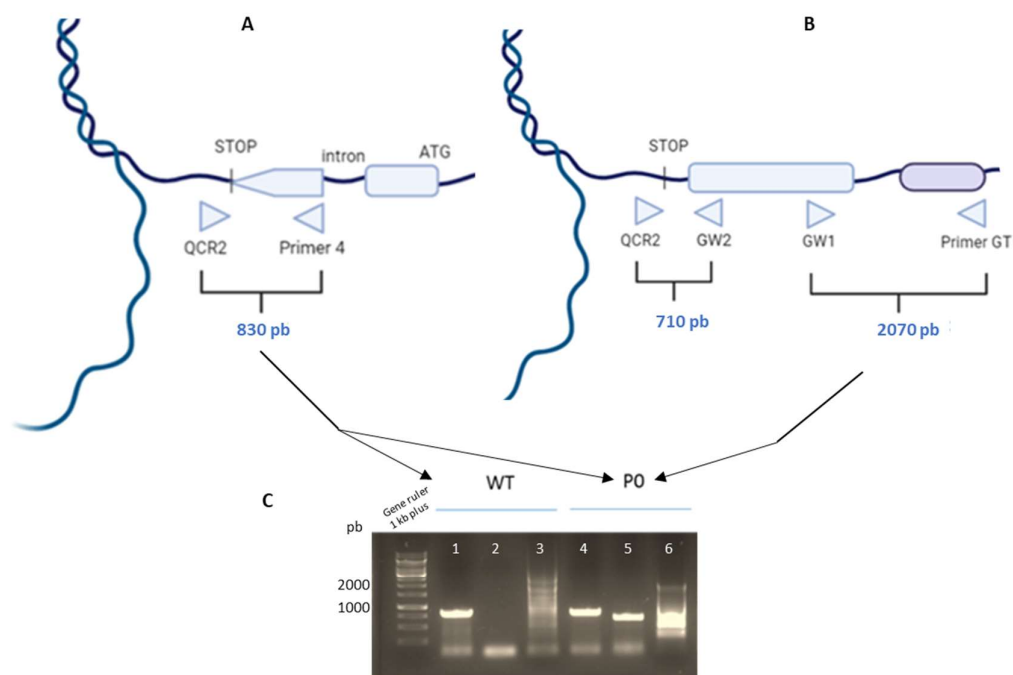 A
B
STOP
intron
ATG
QCR2
Primer 4
830 pb
STOP
QCR2
GW2
GW1
Primer GT
710 pb
2070 pb
C
Gene ruler
1 kb plus
WT
P0
pb
1 2 3 4 5 6
2000
1000